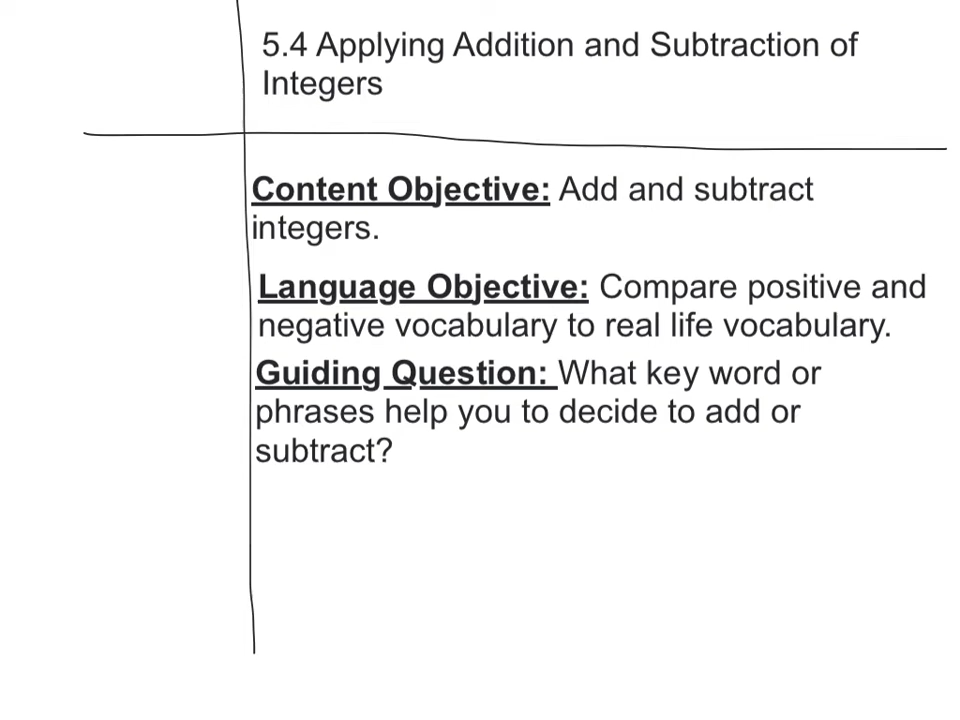 5.4 Applying Addition and Subtraction of
Integers
Content Objective: Add and subtract
integers.
Language Objective: Compare positive and
negative vocabulary to real life vocabulary.
Guiding Question: What key word or
phrases help you to decide to add or
subtract?